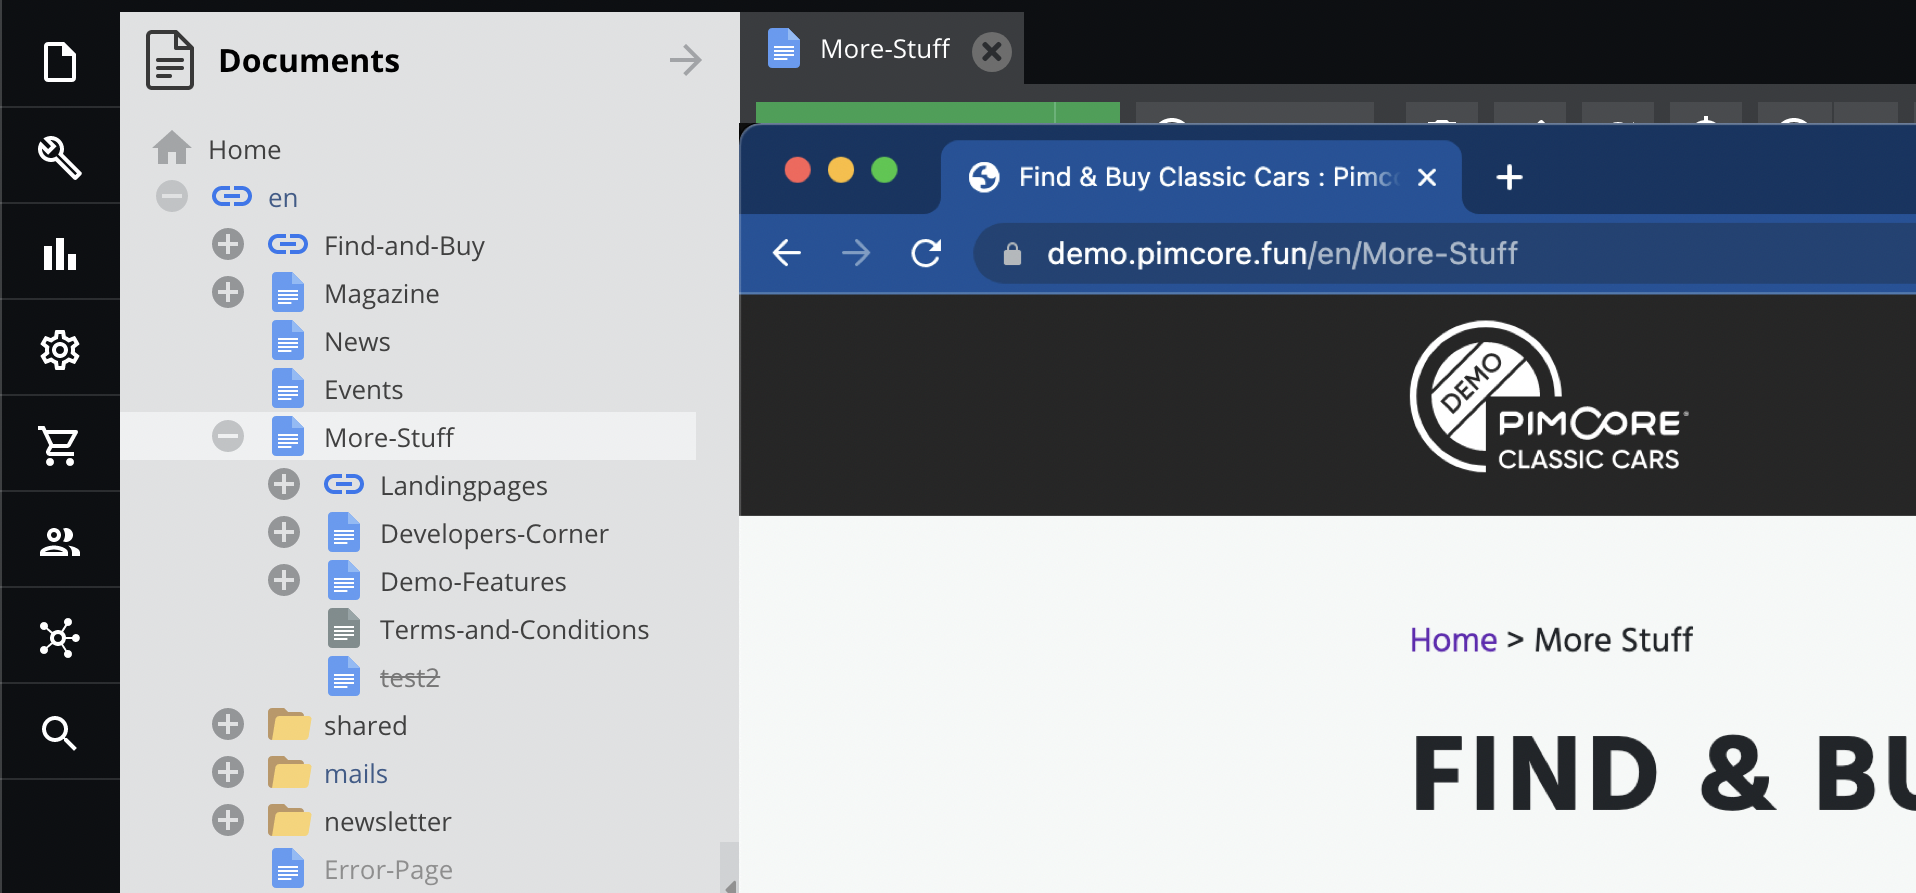 Documents
Home
en
Find-and-Buy
Magazine
News
Events
More-Stuff
Landingpages
Developers-Corner
Demo-Features
Terms-and-Conditions
test2
shared
mails
newsletter
Error-Page
More-Stuff
Find & Buy Classic Cars : Pimc
demo.pimcore.fun/en/More-Stuff
DEMO
PIMCORE
CLASSIC CARS
Home > More Stuff
FIND & BU